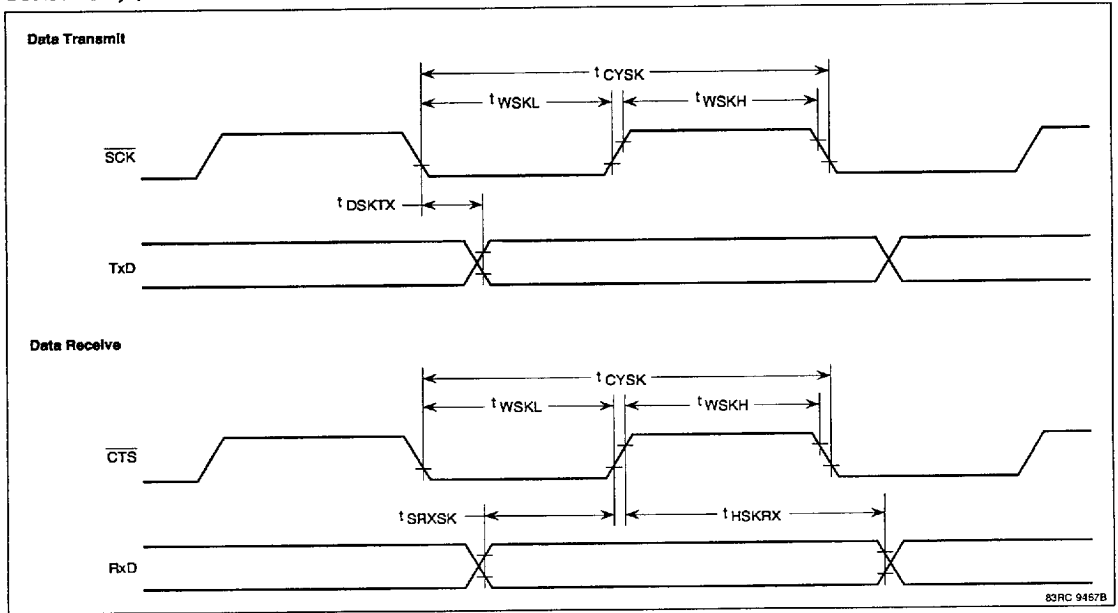 Data Transmit
t CYSK
t WSKL
t WSKH
SCK
t DSKTX
TxD
Data Receive
t CYSK
t WSKL
t WSKH
CTS
t SRXSK
t HSKRX
RxD
83RC 9467B